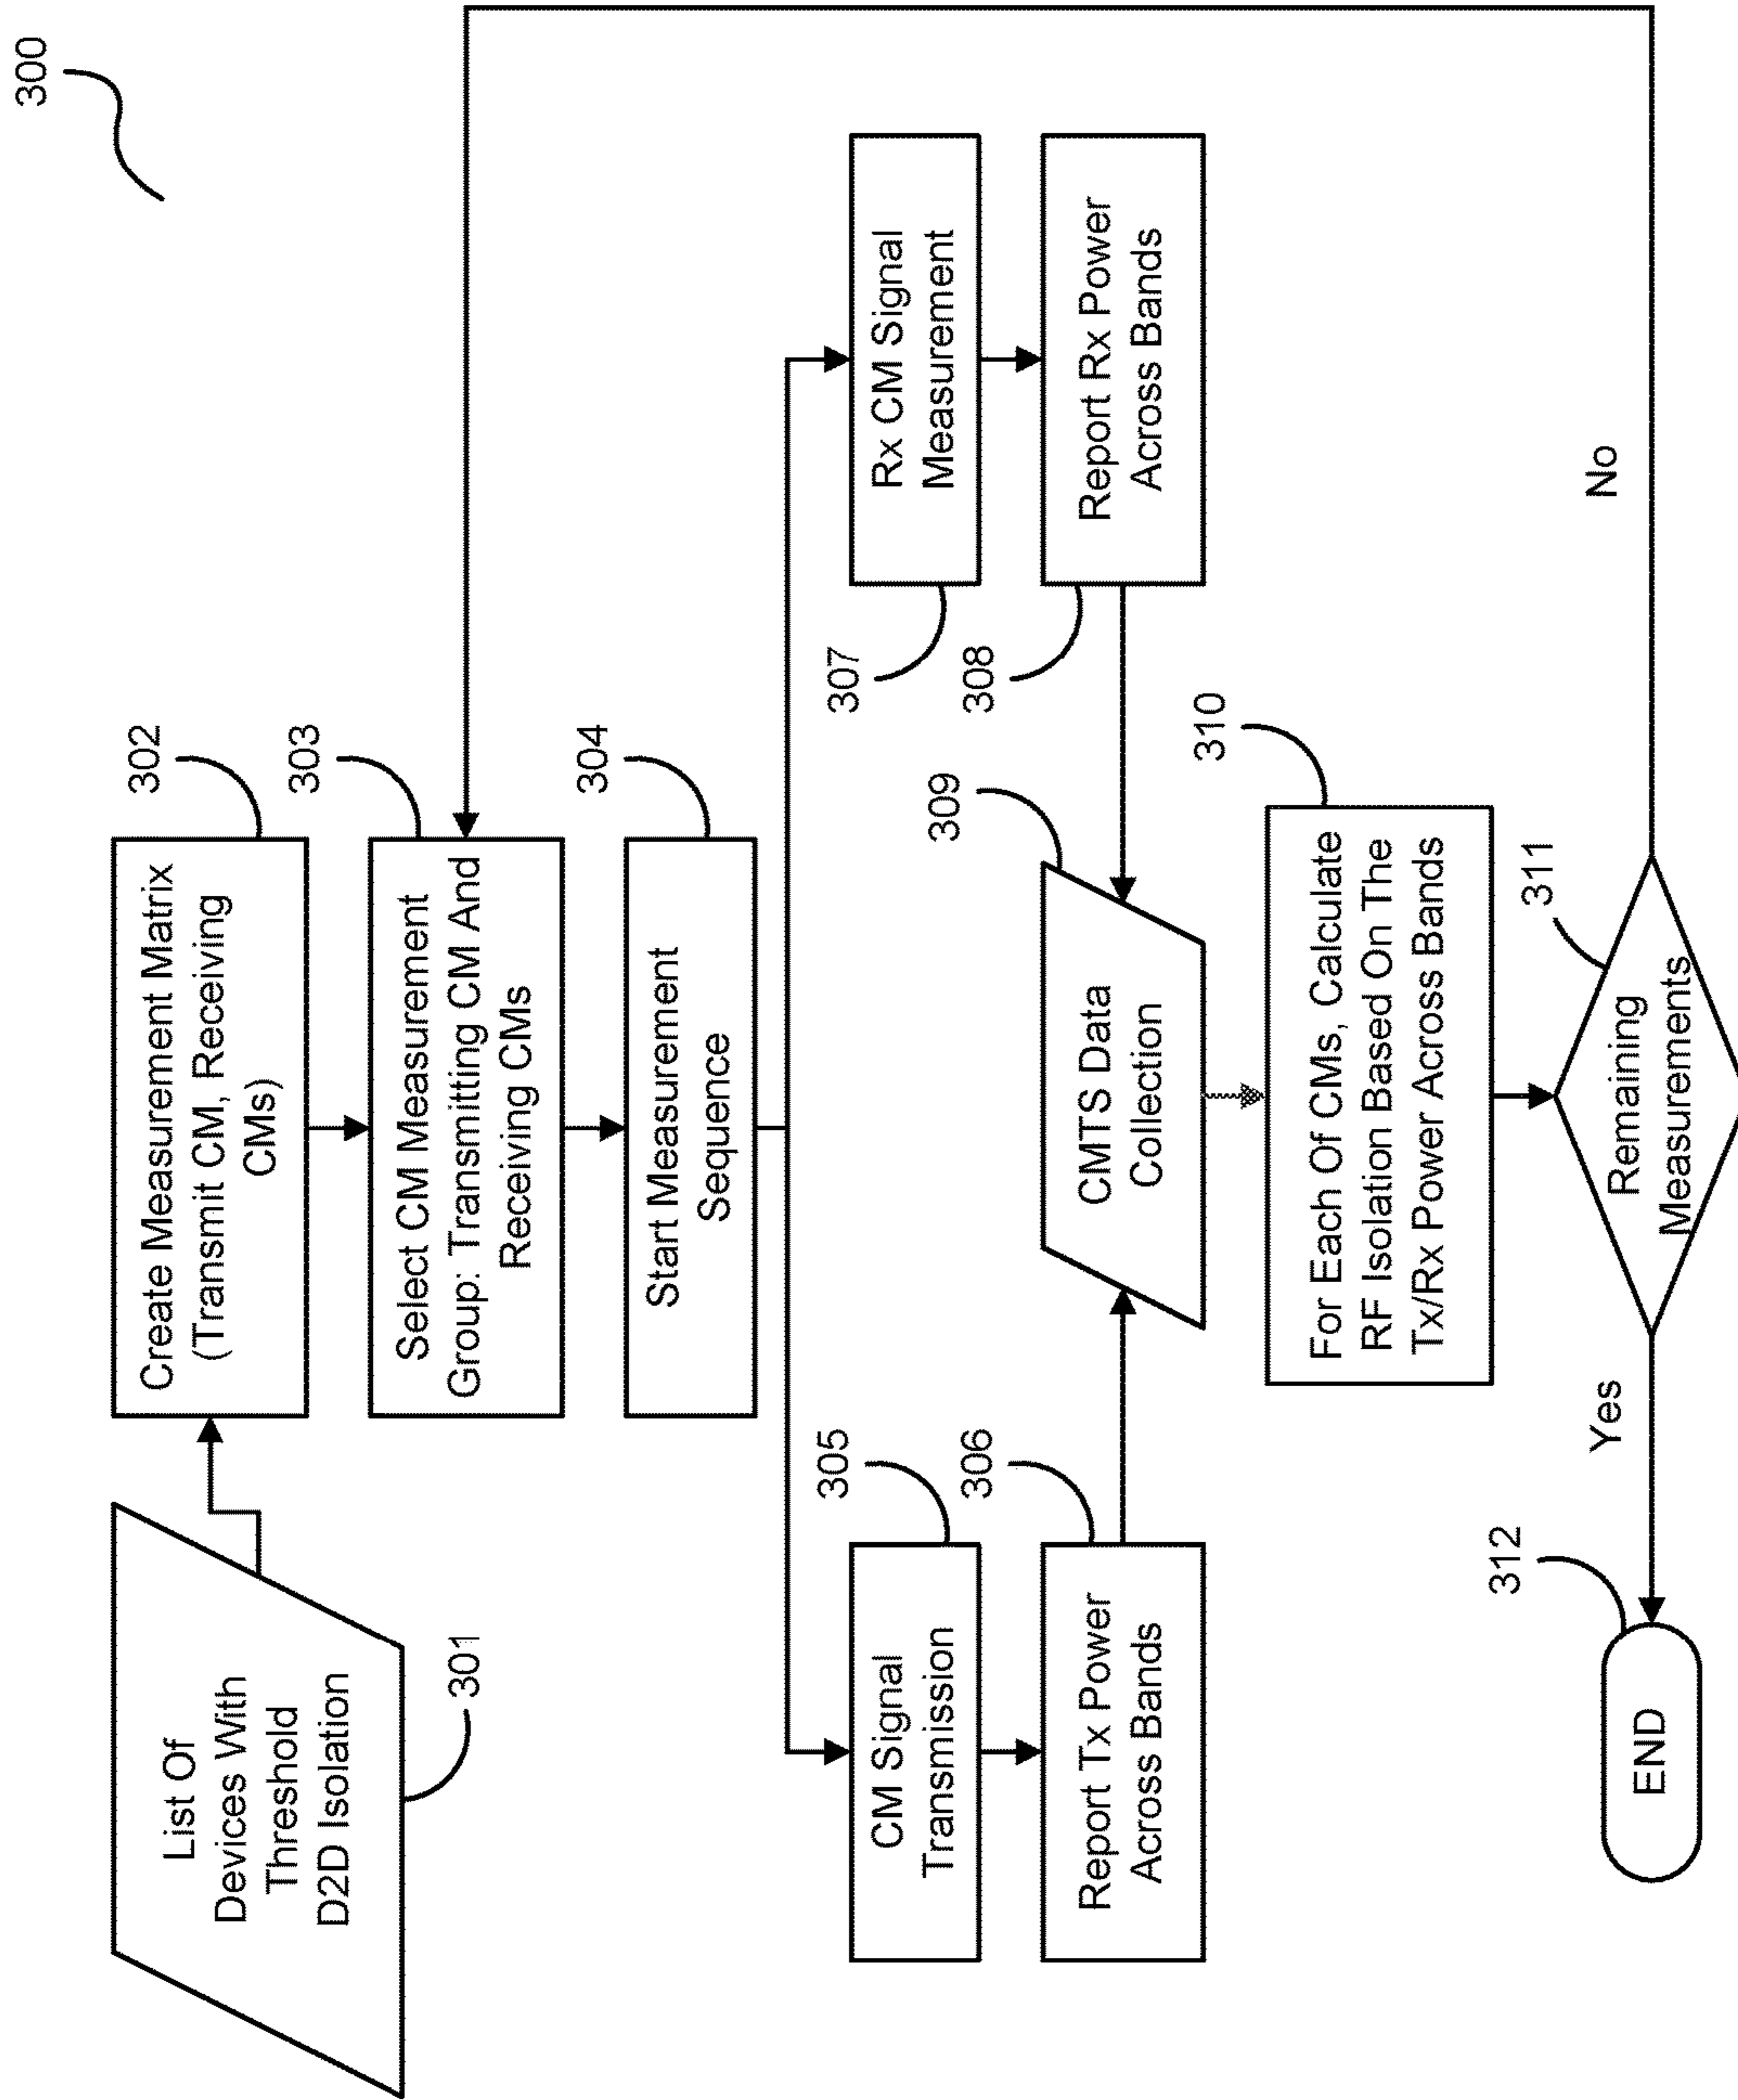 300
List Of
Devices With
Threshold
D2D Isolation
301
Create Measurement Matrix
(Transmit CM, Receiving
CMs)
302
Select CM Measurement
Group: Transmitting CM And
Receiving CMs
303
Start Measurement
Sequence
304
CM Signal
Transmission
305
Rx CM Signal
Measurement
307
Report Tx Power
Across Bands
306
Report Rx Power
Across Bands
308
CMTS Data
Collection
309
For Each Of CMs, Calculate
RF Isolation Based On The
Tx/Rx Power Across Bands
310
Remaining
Measurements
311
Yes
No
END
312